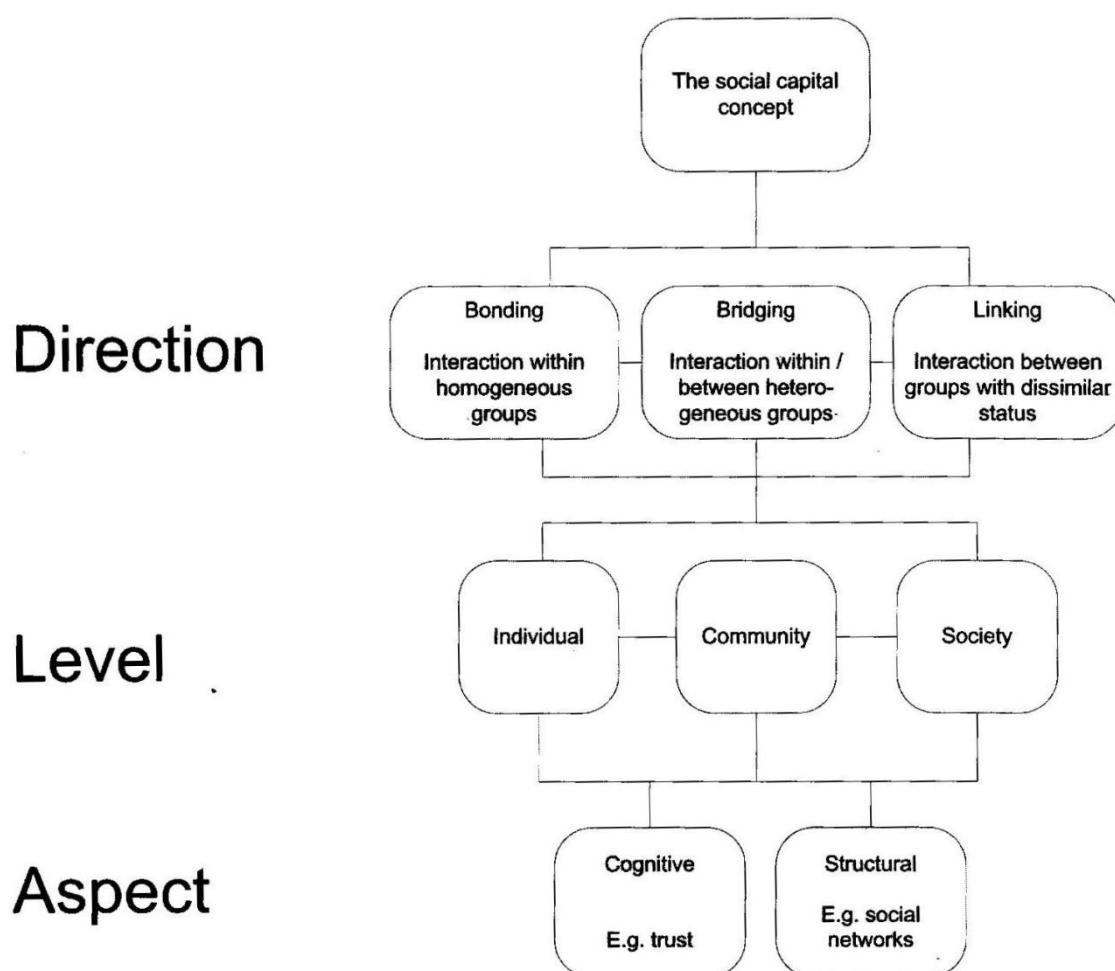 The social capital
concept
Direction
Bonding
Interaction within
homogeneous
groups
Bridging
Interaction within /
between hetero-
geneous groups
Linking
Interaction between
groups with dissimilar
status
Level
Individual
Community
Society
Aspect
Cognitive
E.g. trust
Structural
E.g. social
networks